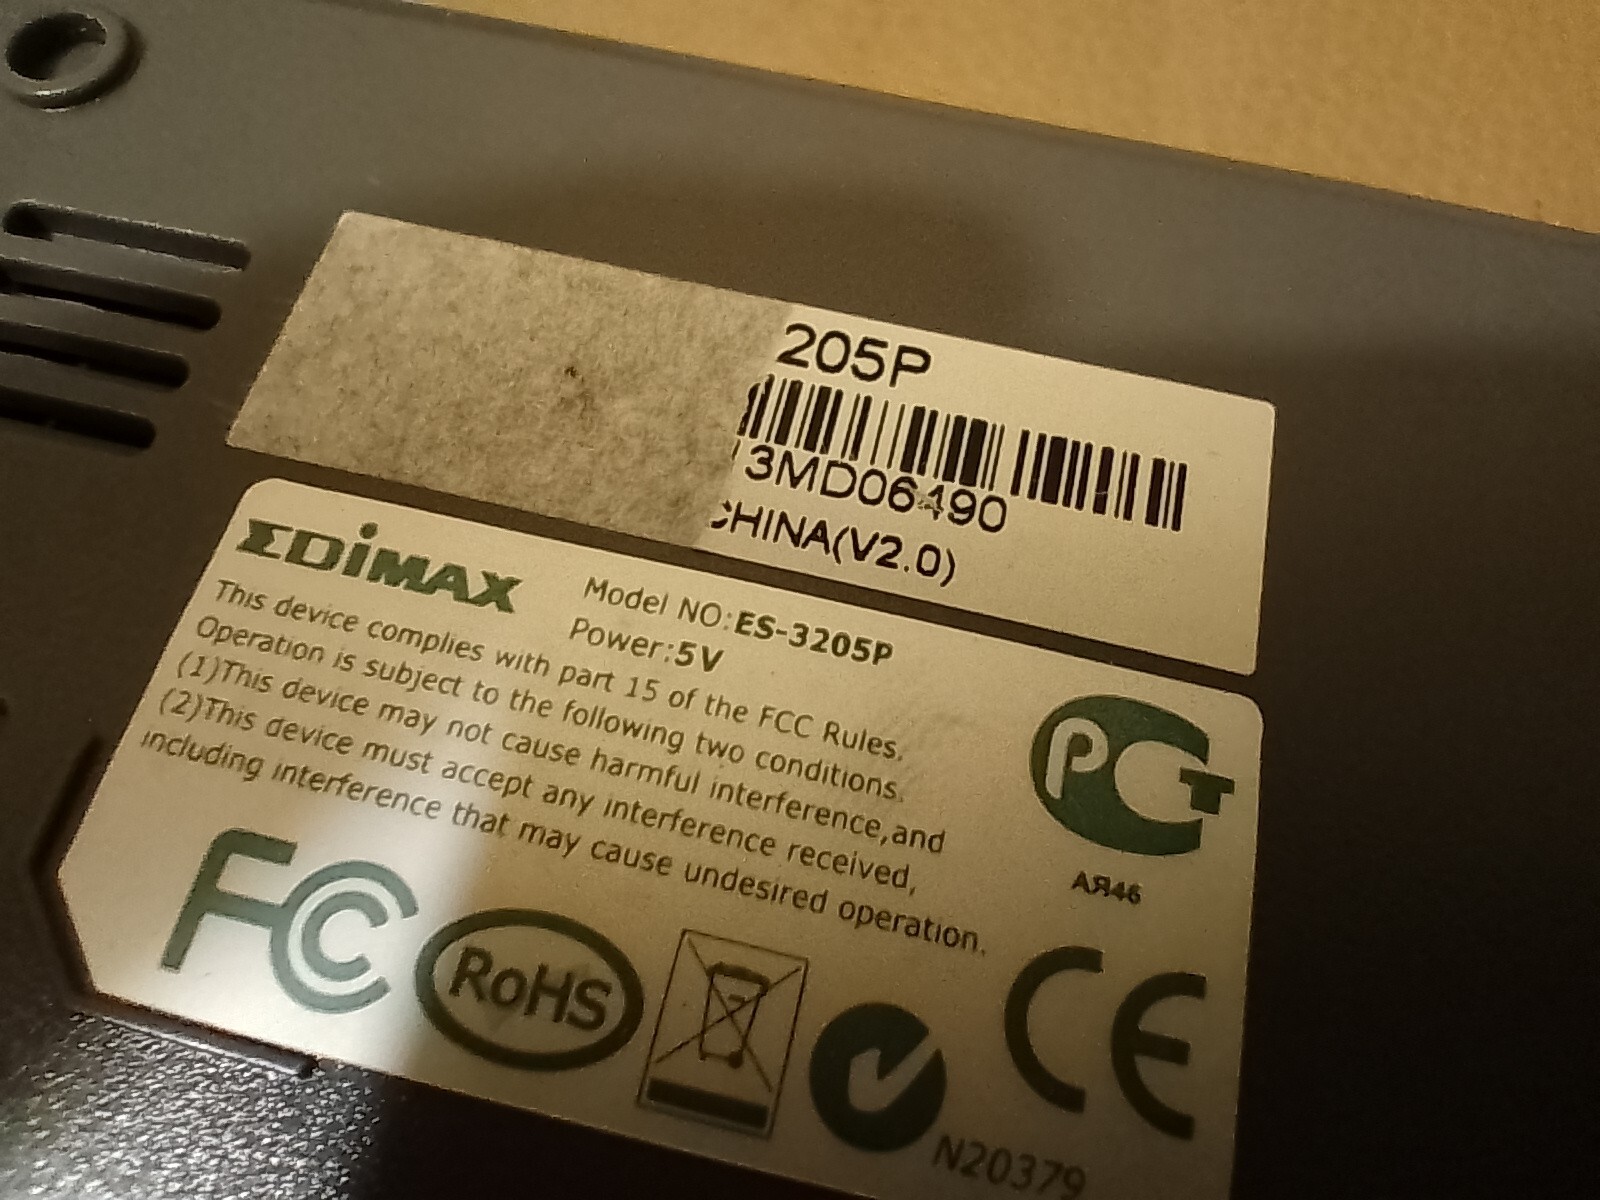 205P
3MD06490
CHINA(V2.0)
EDIMAX
Model NO:ES-3205P
Power:5V
This device complies with part 15 of the FCC Rules.
Operation is subject to the following two conditions.
(1)This device may not cause harmful interference,and
(2)This device must accept any interference received,
including interference that may cause undesired operation.
PCT
АЯ46
FC
RoHS
CE
N20379